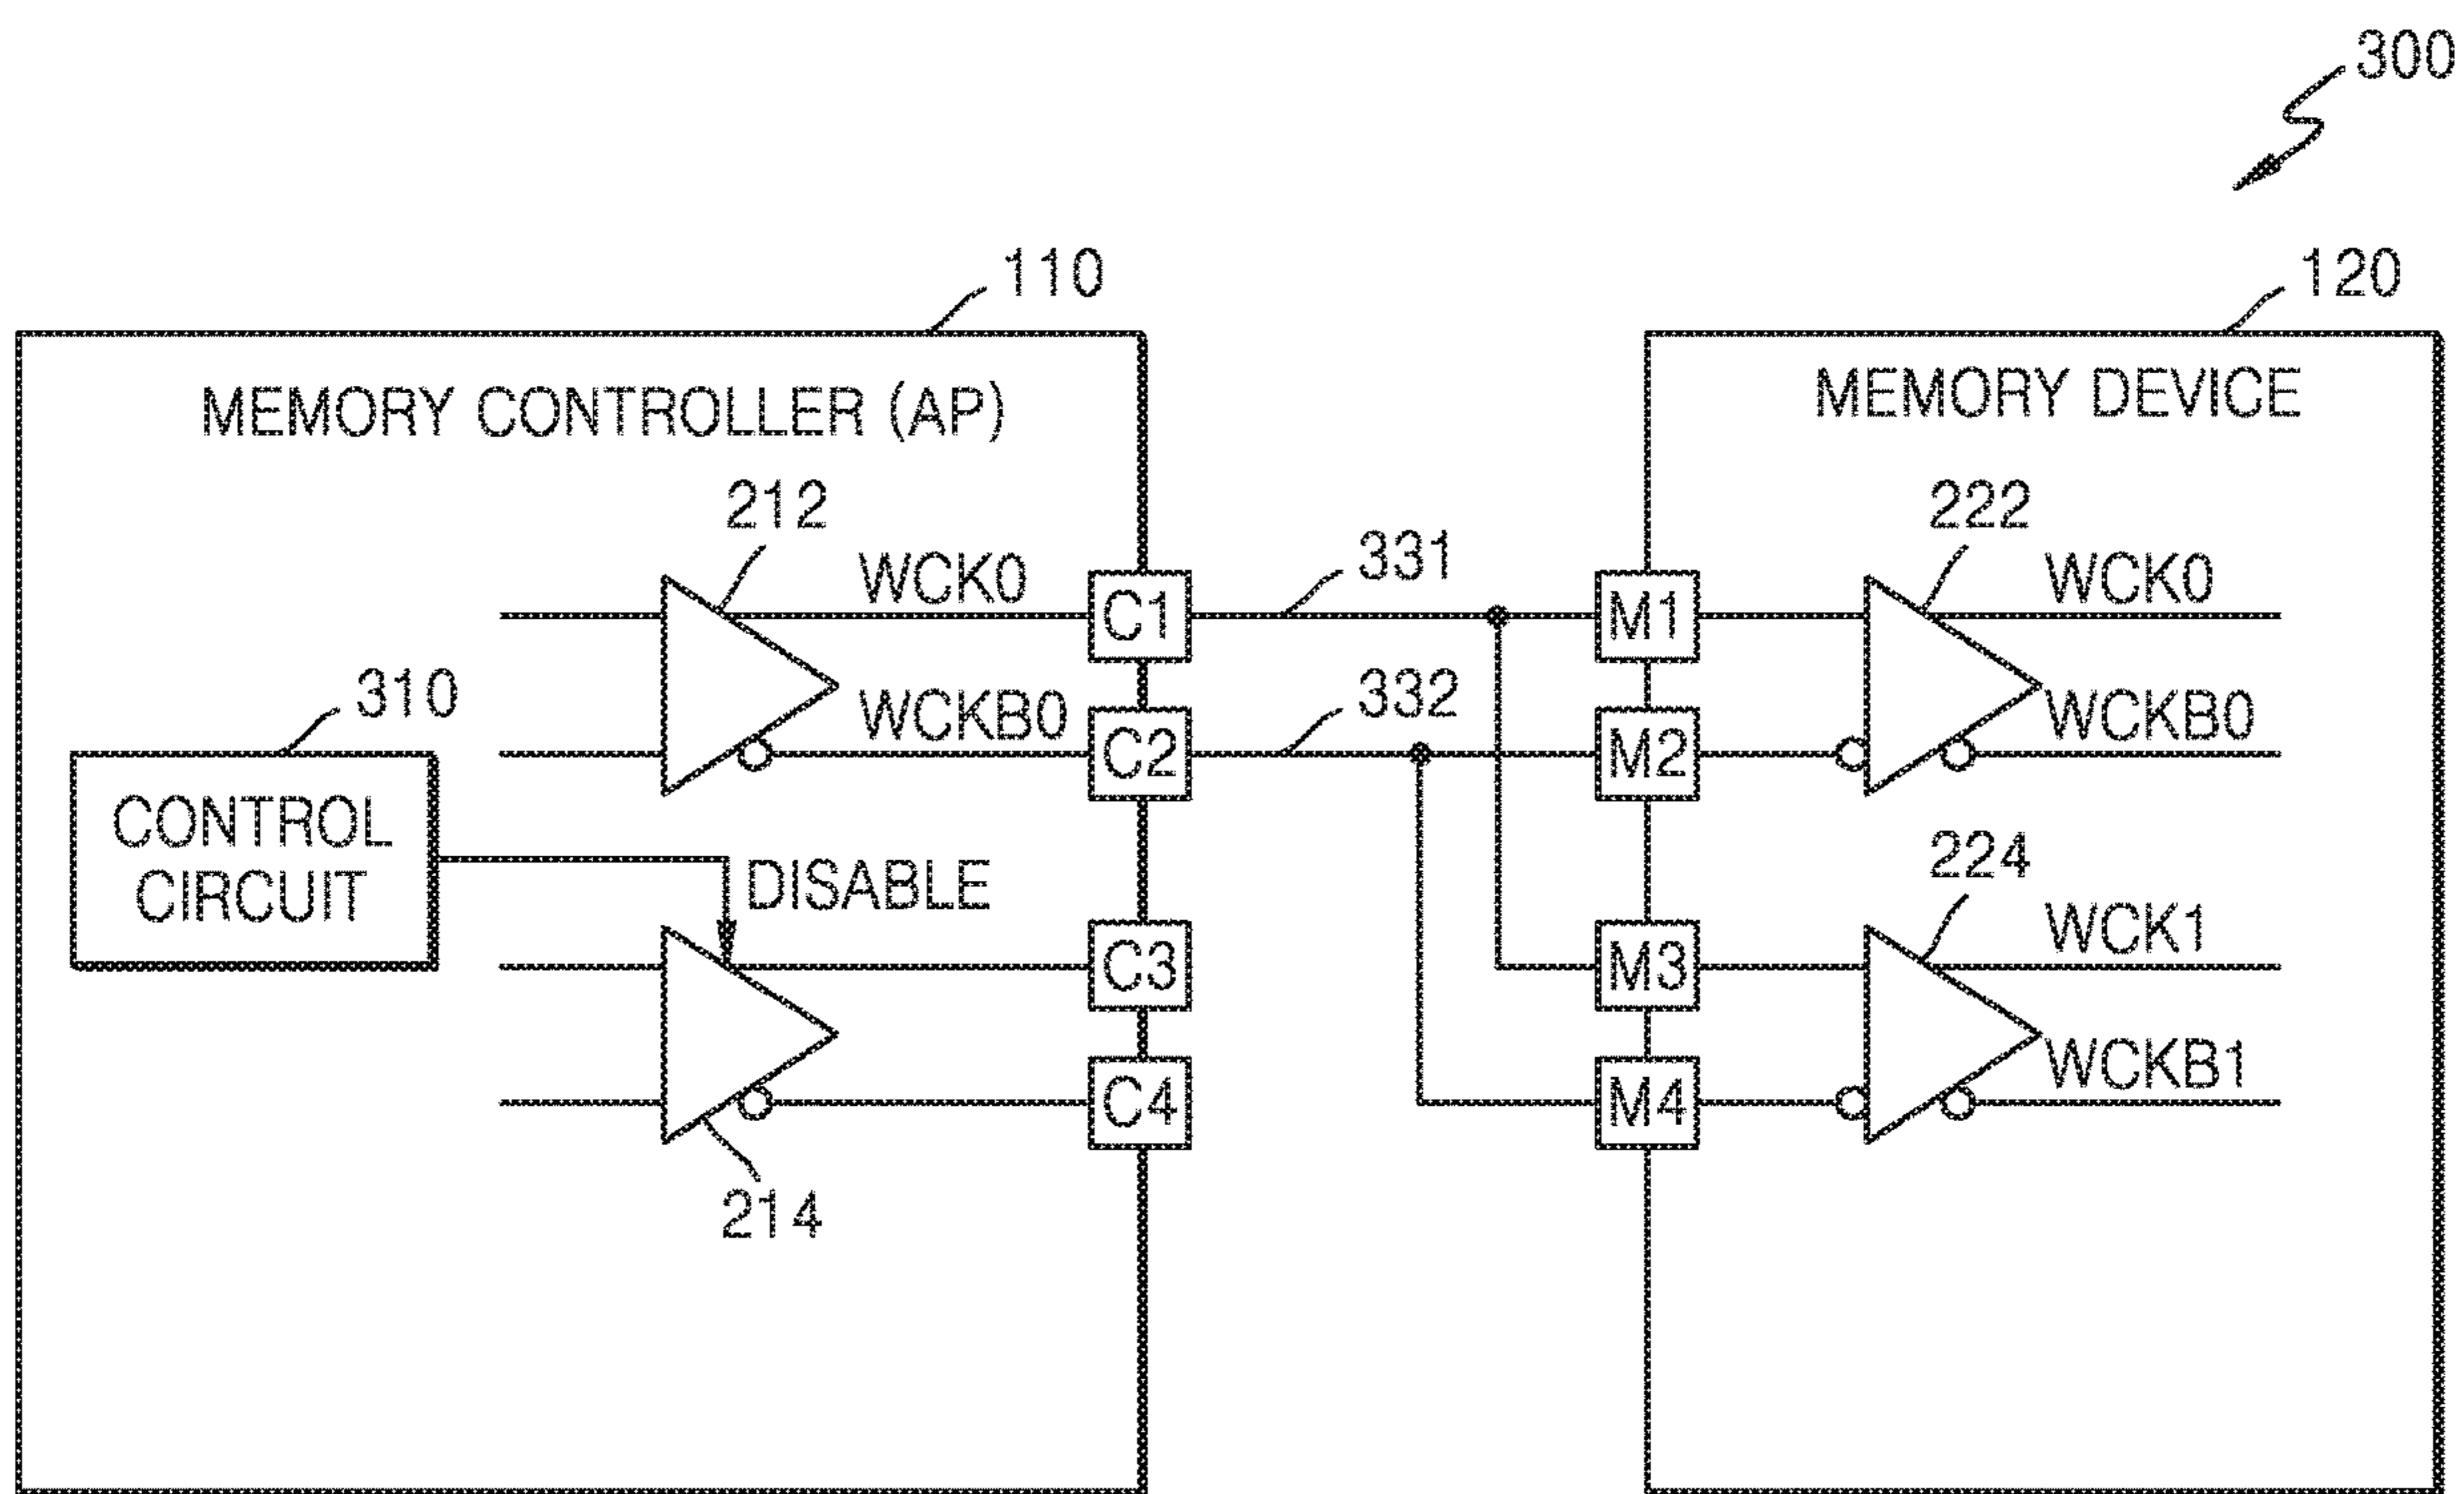 300
110
120
MEMORY CONTROLLER (AP)
MEMORY DEVICE
212
WCK0
C1
331
M1
222
WCK0
310
WCKB0
C2
332
M2
WCKB0
CONTROL
CIRCUIT
DISABLE
224
C3
M3
WCK1
C4
M4
WCKB1
214